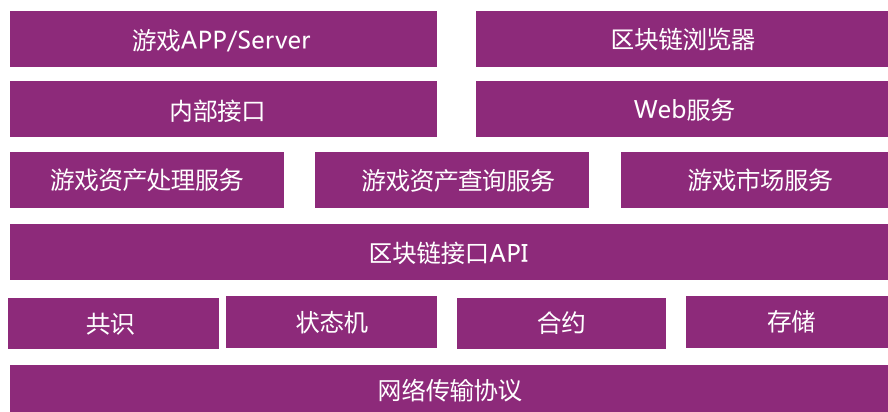 游戏APP/Server
区块链浏览器
内部接口
Web服务
游戏资产处理服务
游戏资产查询服务
游戏市场服务
区块链接口API
共识
状态机
合约
存储
网络传输协议